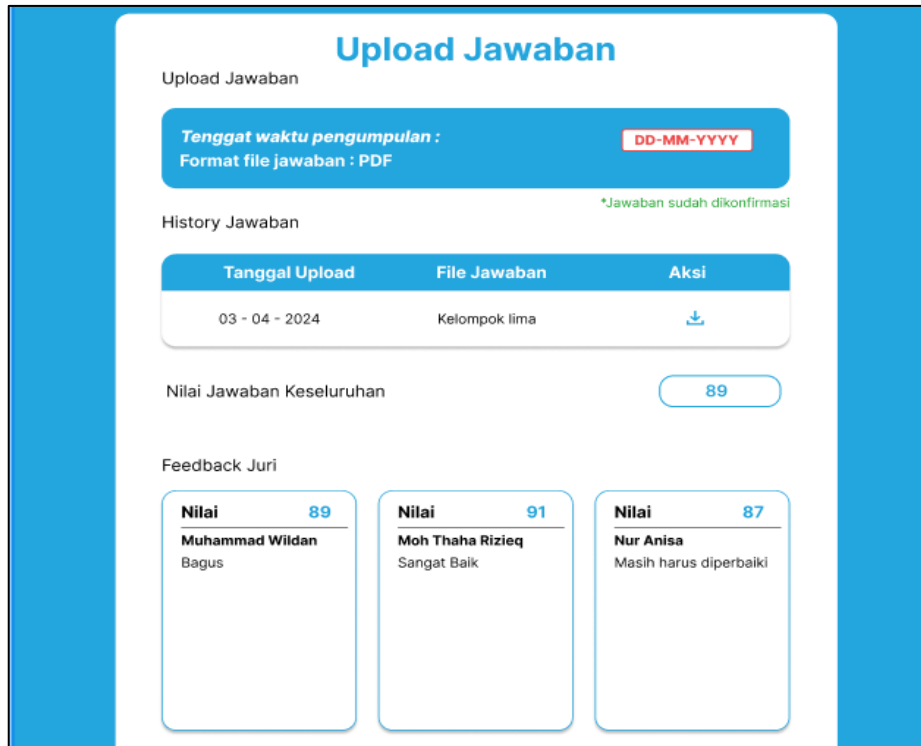 Upload Jawaban
Upload Jawaban
Tenggat waktu pengumpulan :
DD-MM-YYYY
Format file jawaban : PDF
*Jawaban sudah dikonfirmasi
History Jawaban
Tanggal Upload File Jawaban Aksi
03 - 04 - 2024 Kelompok lima
Nilai Jawaban Keseluruhan 89
Feedback Juri
Nilai 89
Muhammad Wildan
Bagus
Nilai 91
Moh Thaha Rizieq
Sangat Baik
Nilai 87
Nur Anisa
Masih harus diperbaiki